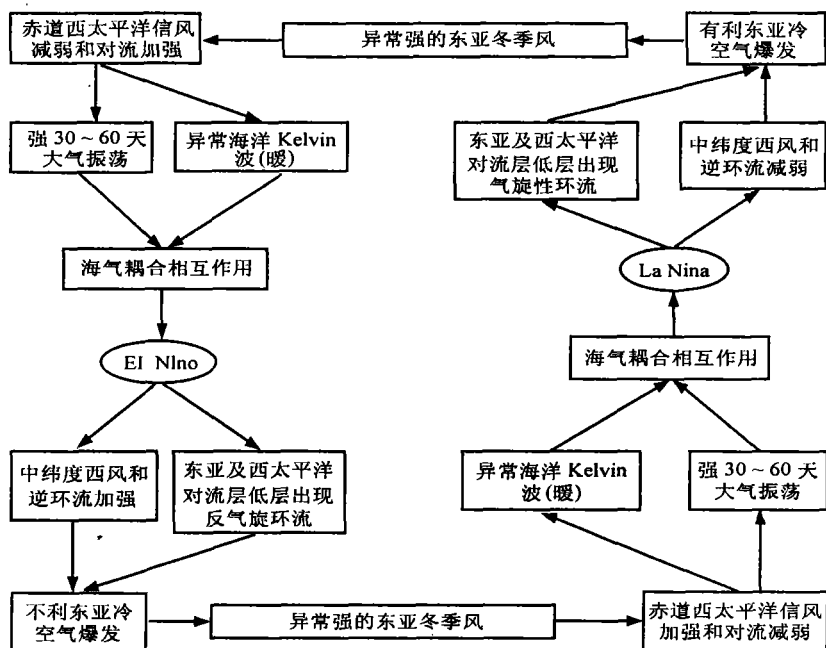 赤道西太平洋信风
减弱和对流加强
异常强的东亚冬季风
有利东亚冷
空气爆发
强 30~60 天
大气振荡
异常海洋 Kelvin
波(暖)
东亚及西太平洋
对流层低层出现
气旋性环流
中纬度西风和
逆环流减弱
海气耦合相互作用
La Nina
EI NIno
海气耦合相互作用
中纬度西风和
逆环流加强
东亚及西太平洋
对流层低层出现
反气旋环流
异常海洋 Kelvin
波(暖)
强 30~60 天
大气振荡
不利东亚冷
空气爆发
异常强的东亚冬季风
赤道西太平洋信风
加强和对流减弱